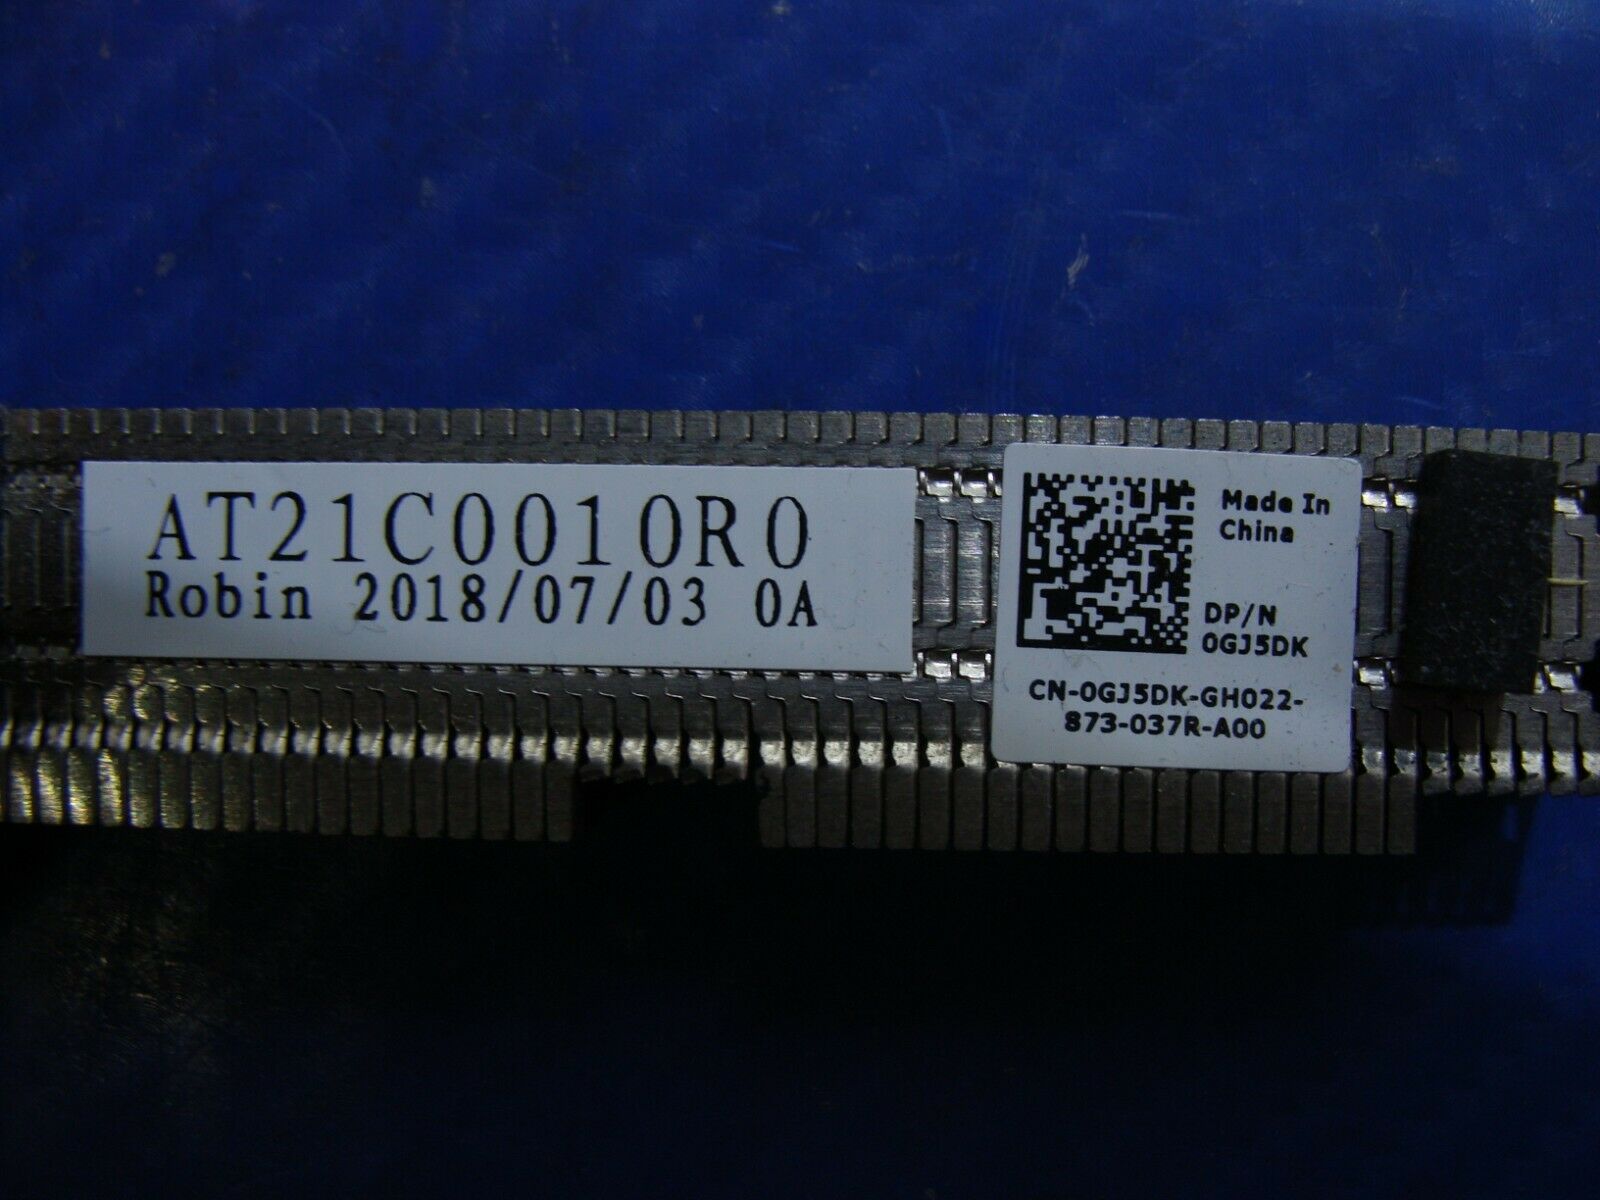 AT21C0010R0
Robin 2018/07/03 0A
Made In
China
DP/N
0GJ5DK
CN-0GJ5DK-GH022-
873-037R-A00